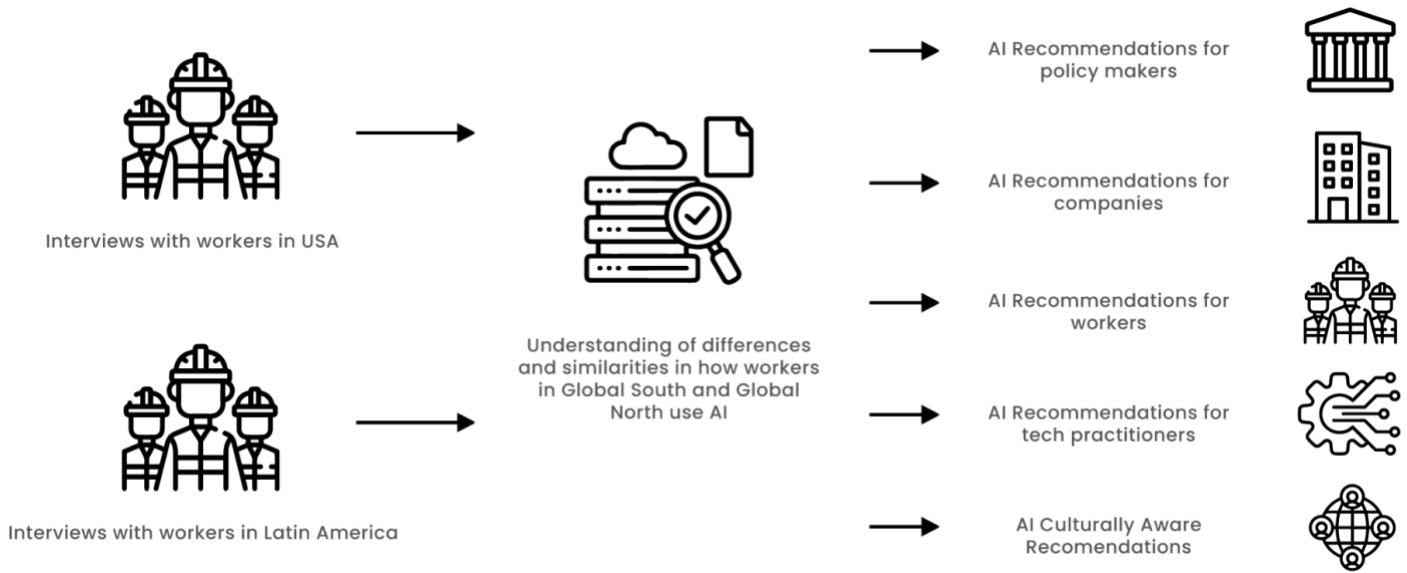 Interviews with workers in USA
Interviews with workers in Latin America
Understanding of differences
and similarities in how workers
in Global South and Global
North use AI
AI Recommendations for
policy makers
AI Recommendations for
companies
AI Recommendations for
workers
AI Recommendations for
tech practitioners
AI Culturally Aware
Recomendations